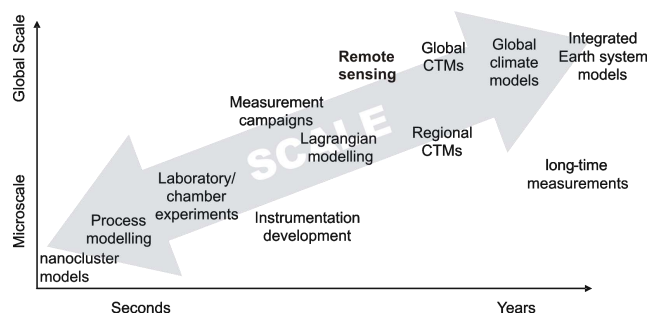 Global Scale
Microscale
Integrated
Earth system
models
Global
climate
models
Global
CTMs
Remote
sensing
Measurement
campaigns
Lagrangian
modelling
Regional
CTMs
SCALE
long-time
measurements
Laboratory/
chamber
experiments
Instrumentation
development
Process
modelling
nanocluster
models
Seconds
Years